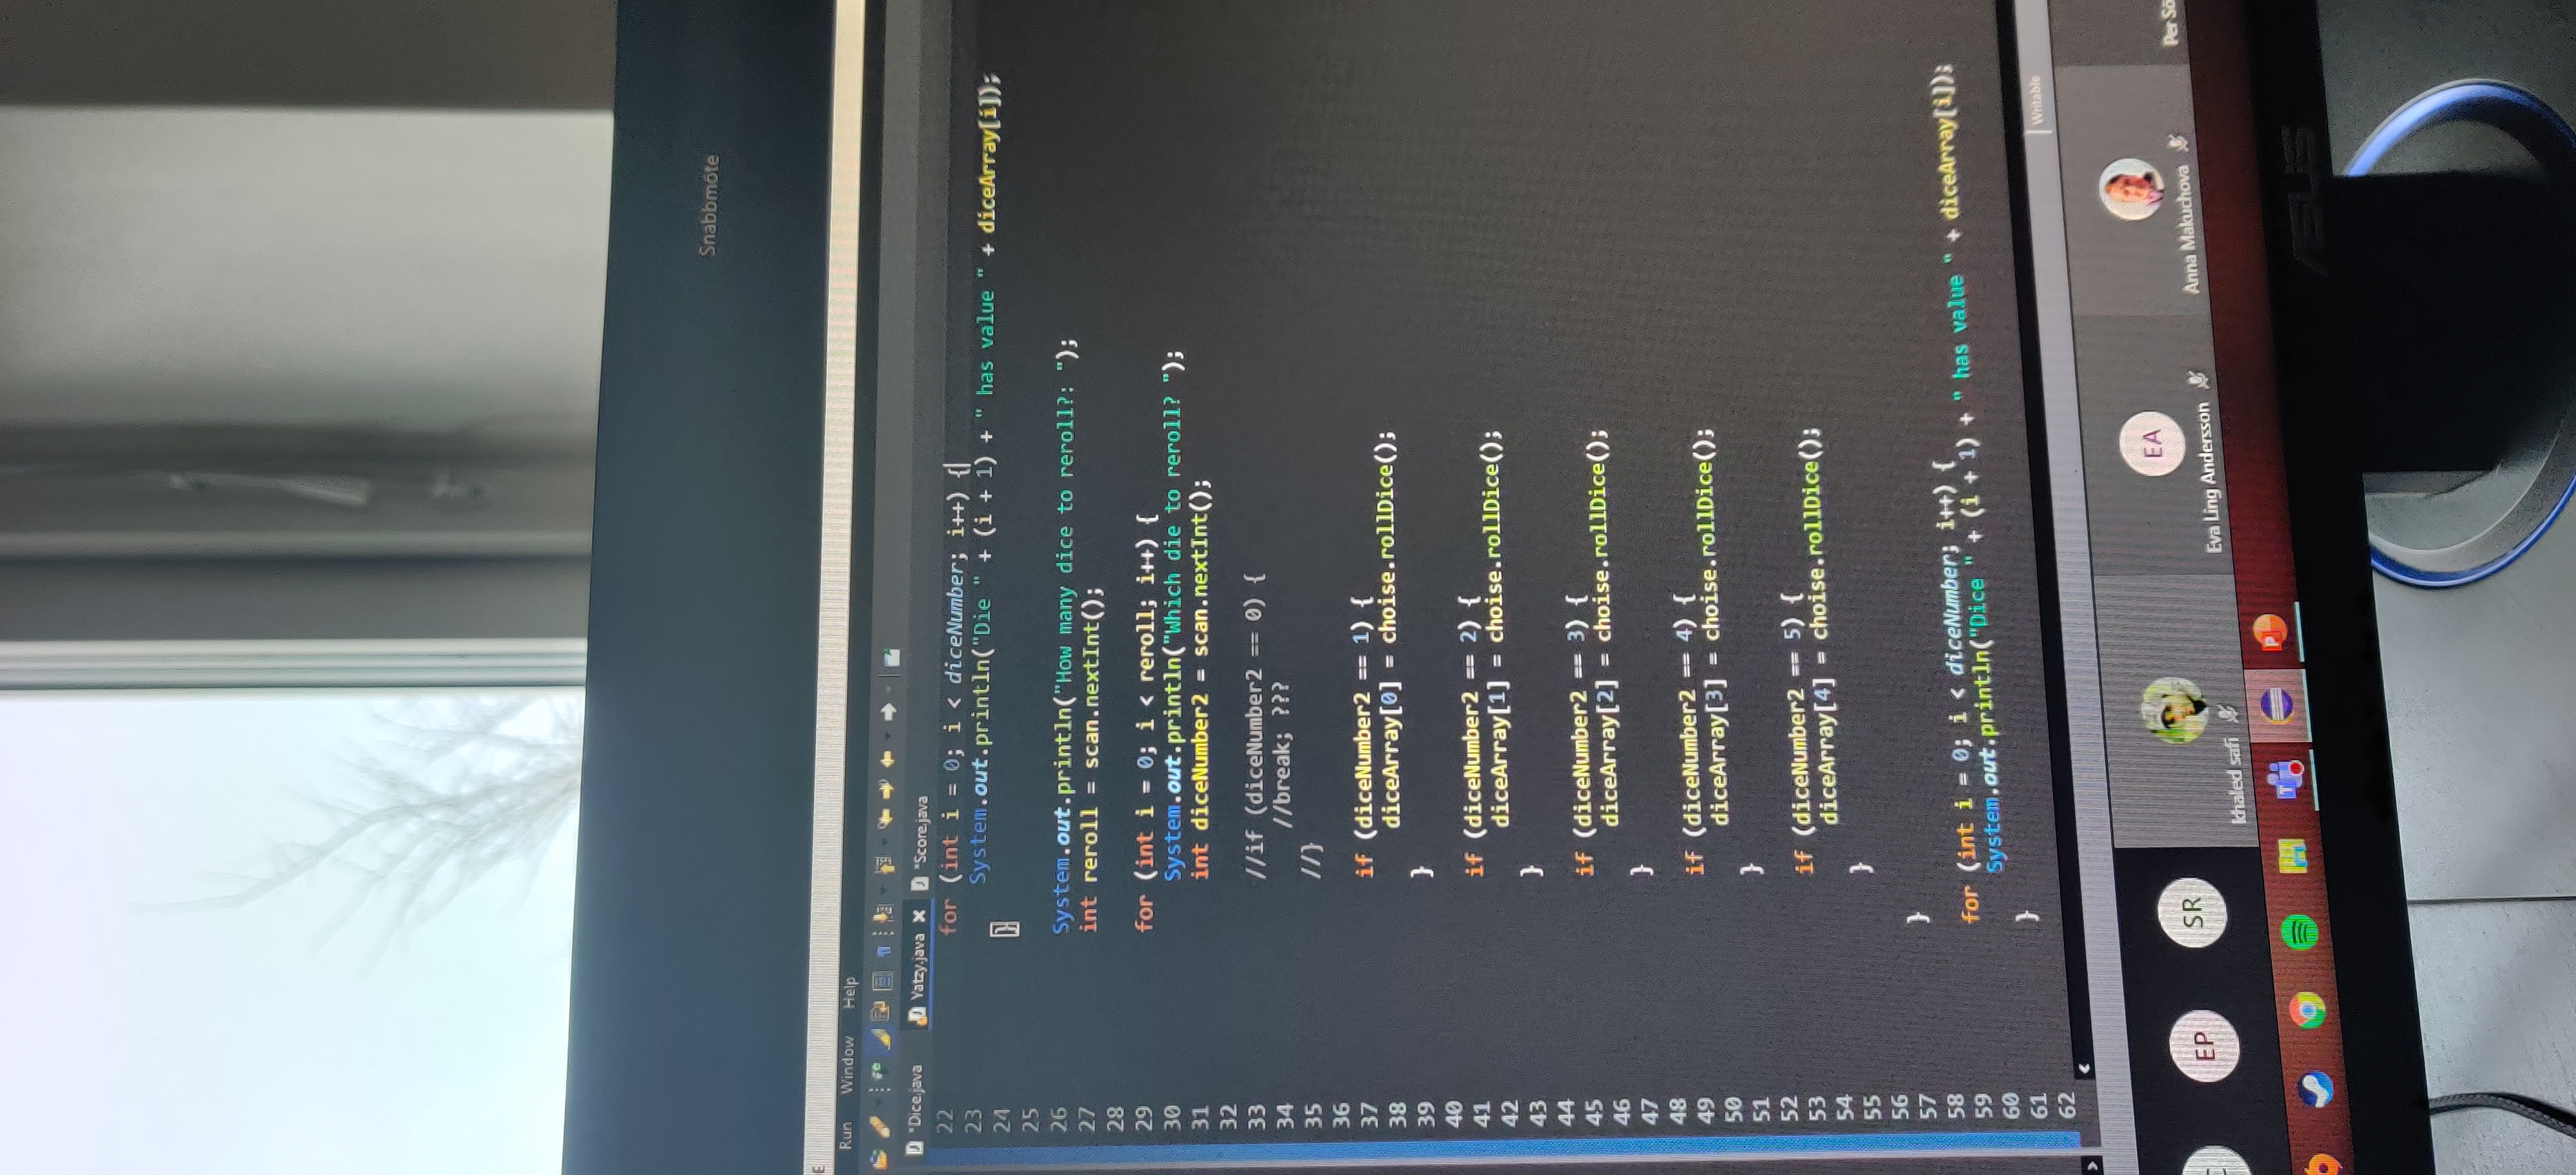 Snabbmöte
E
Run Window Help
*Dice.java Yatzy.java *Score.java
22 for (int i = 0; i < diceNumber; i++) {
23 System.out.println("Die " + (i + 1) + " has value " + diceArray[i]);
24 }
25
26 System.out.println("How many dice to reroll?: ");
27 int reroll = scan.nextInt();
28
29 for (int i = 0; i < reroll; i++) {
30 System.out.println("Which die to reroll? ");
31 int diceNumber2 = scan.nextInt();
32
33 //if (diceNumber2 == 0) {
34 //break; ???
35 //}
36
37 if (diceNumber2 == 1) {
38 diceArray[0] = choise.rollDice();
39 }
40
41 if (diceNumber2 == 2) {
42 diceArray[1] = choise.rollDice();
43 }
44
45 if (diceNumber2 == 3) {
46 diceArray[2] = choise.rollDice();
47 }
48
49 if (diceNumber2 == 4) {
50 diceArray[3] = choise.rollDice();
51 }
52
53 if (diceNumber2 == 5) {
54 diceArray[4] = choise.rollDice();
55 }
56
57 }
58 for (int i = 0; i < diceNumber; i++) {
59 System.out.println("Dice " + (i + 1) + " has value " + diceArray[i]);
60 }
61
62
Writable
EP SR EA
khaled safi Eva Ling Andersson Anna Makuchova Per Sö
T P
ASUS